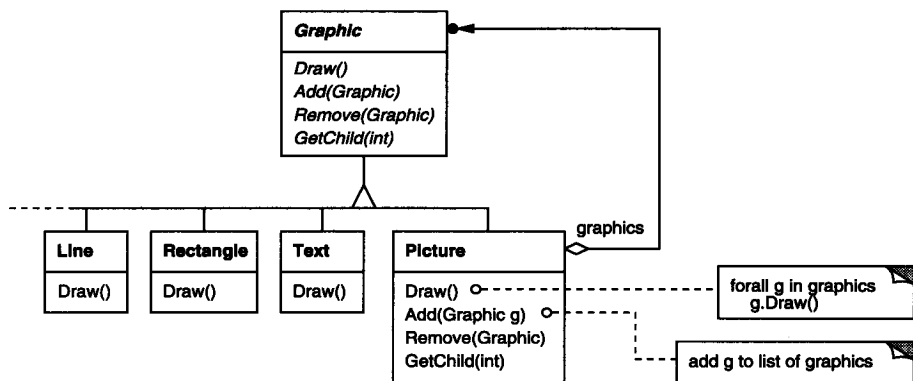 Graphic
Draw()
Add(Graphic)
Remove(Graphic)
GetChild(int)
graphics
Line
Draw()
Rectangle
Draw()
Text
Draw()
Picture
Draw()
Add(Graphic g)
Remove(Graphic)
GetChild(int)
forall g in graphics
g.Draw()
add g to list of graphics